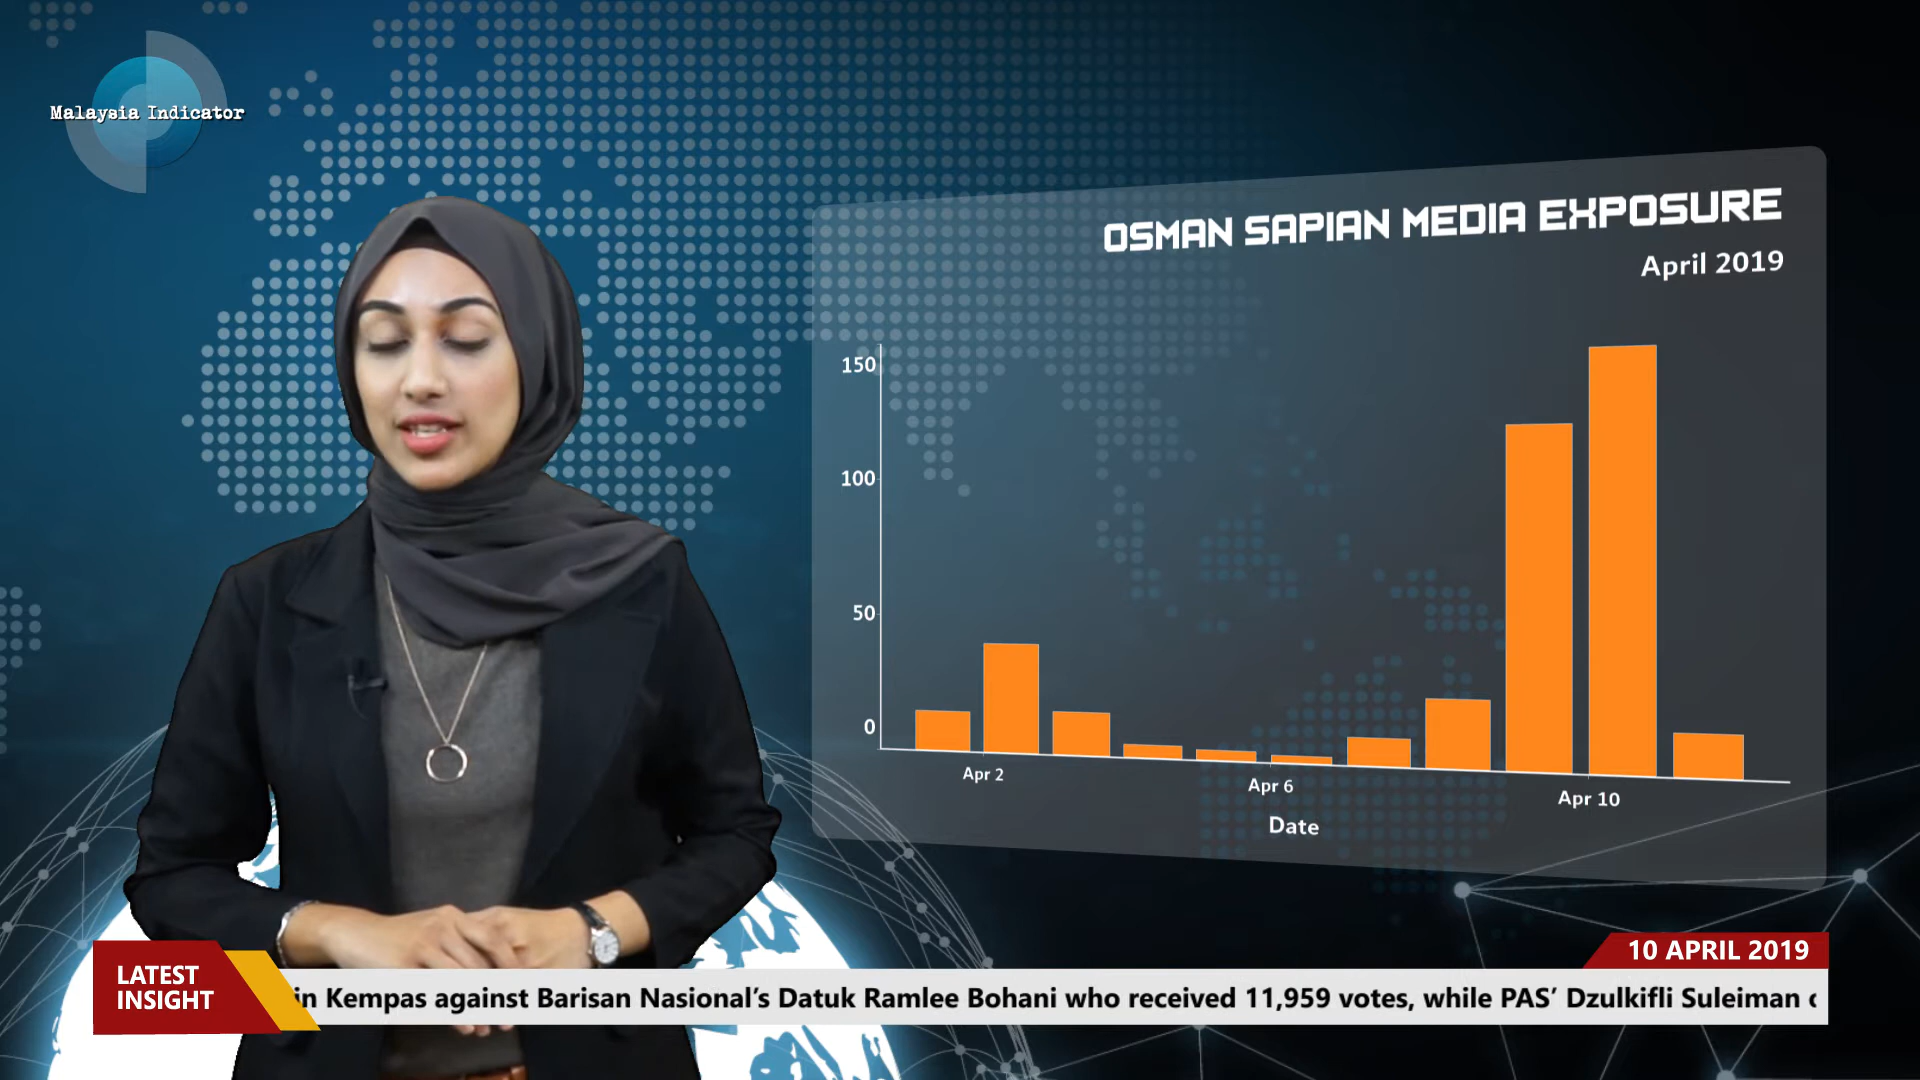 Malaysia Indicator
OSMAN SAPIAN MEDIA EXPOSURE
April 2019
150
100
50
0
Apr 2
Apr 6
Apr 10
Date
10 APRIL 2019
LATEST
INSIGHT
in Kempas against Barisan Nasional's Datuk Ramlee Bohani who received 11,959 votes, while PAS' Dzulkifli Suleiman